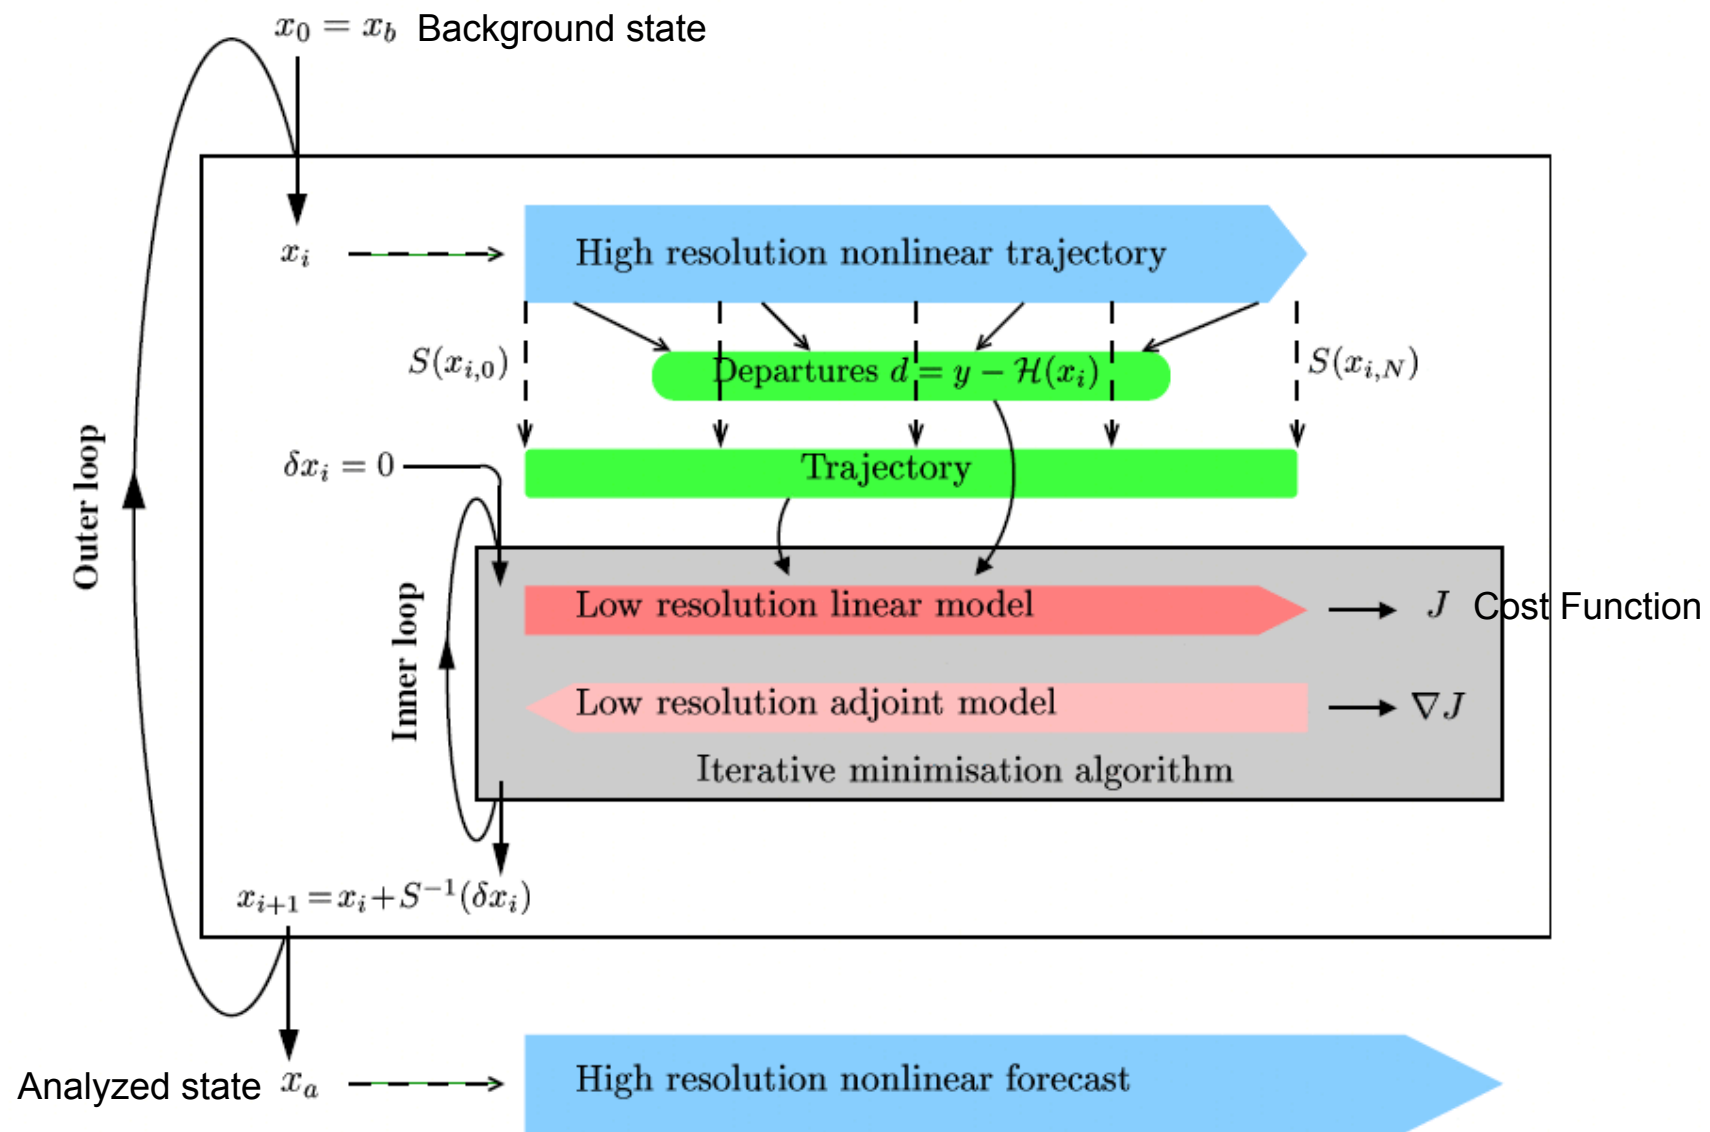 x₀ = x_b Background state
x_i
High resolution nonlinear trajectory
S(x_{i,0})
Departures d = y − ℋ(x_i)
S(x_{i,N})
δx_i = 0
Trajectory
Outer loop
Inner loop
Low resolution linear model
J Cost Function
Low resolution adjoint model
∇J
Iterative minimisation algorithm
x_{i+1} = x_i + S⁻¹(δx_i)
Analyzed state x_a
High resolution nonlinear forecast